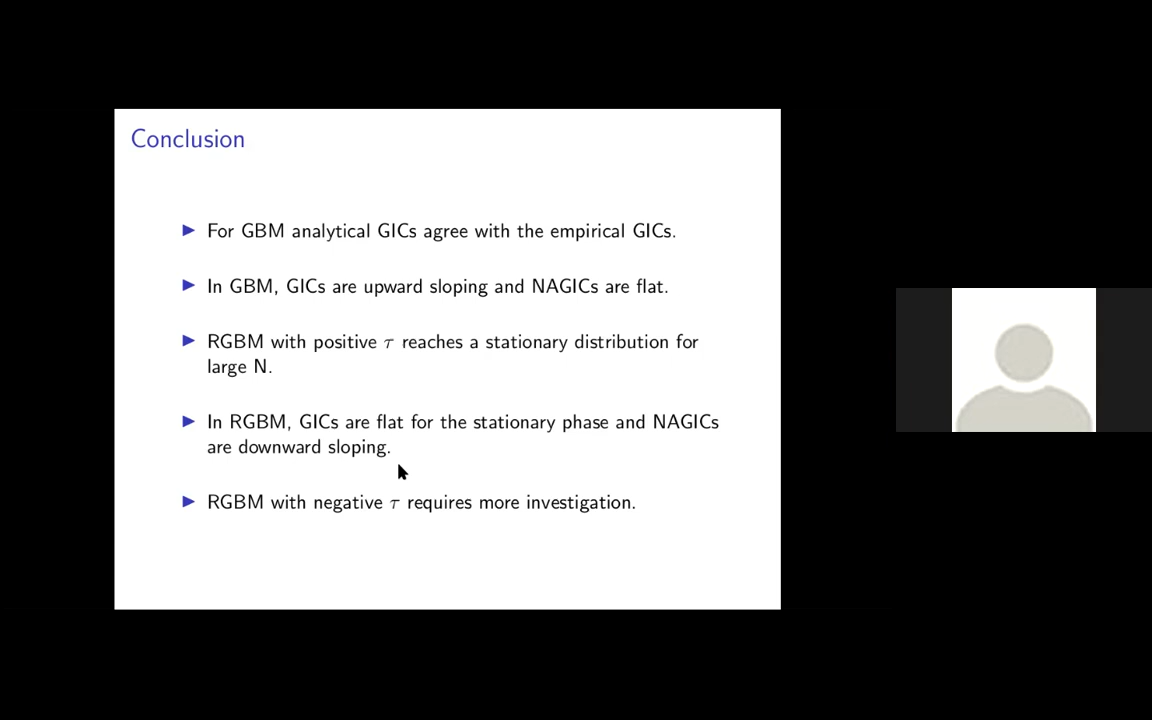 Conclusion
For GBM analytical GICs agree with the empirical GICs.
In GBM, GICs are upward sloping and NAGICs are flat.
RGBM with positive τ reaches a stationary distribution for
large N.
In RGBM, GICs are flat for the stationary phase and NAGICs
are downward sloping.
RGBM with negative τ requires more investigation.